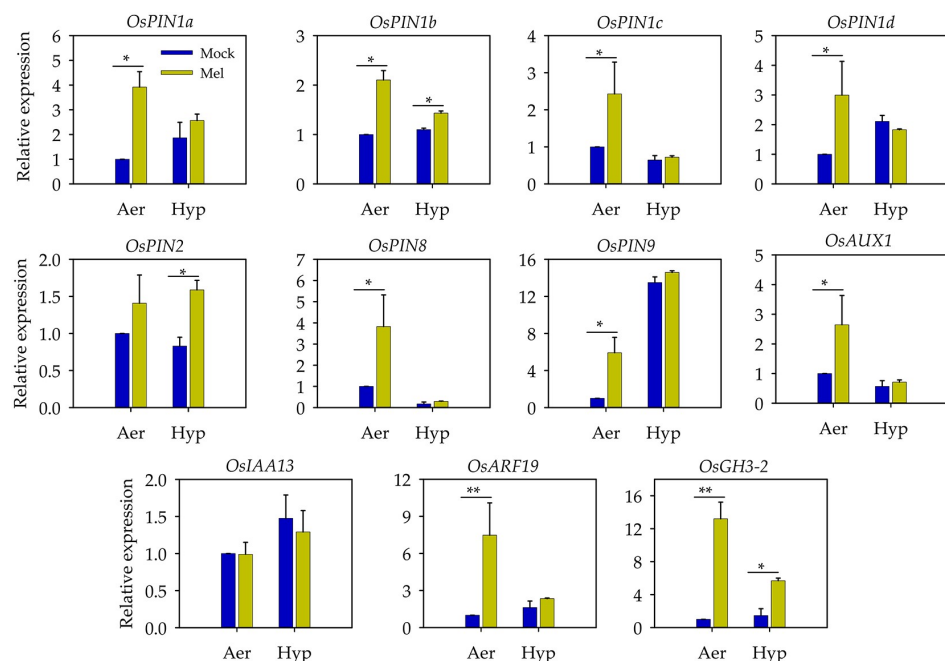 OsPIN1a
OsPIN1b
OsPIN1c
OsPIN1d
Relative expression
6
5
4
3
2
1
0
*
Mock
Mel
Aer Hyp
3
2
1
0
*
*
Aer Hyp
4
3
2
1
0
*
Aer Hyp
5
4
3
2
1
0
*
Aer Hyp
OsPIN2
OsPIN8
OsPIN9
OsAUX1
Relative expression
2.0
1.5
1.0
0.5
0.0
*
Aer Hyp
7
6
5
4
3
2
1
0
*
Aer Hyp
16
12
8
4
0
*
Aer Hyp
5
4
3
2
1
0
*
Aer Hyp
OsIAA13
OsARF19
OsGH3-2
Relative expression
2.0
1.5
1.0
0.5
0.0
Aer Hyp
12
9
6
3
0
**
Aer Hyp
16
12
8
4
0
**
*
Aer Hyp